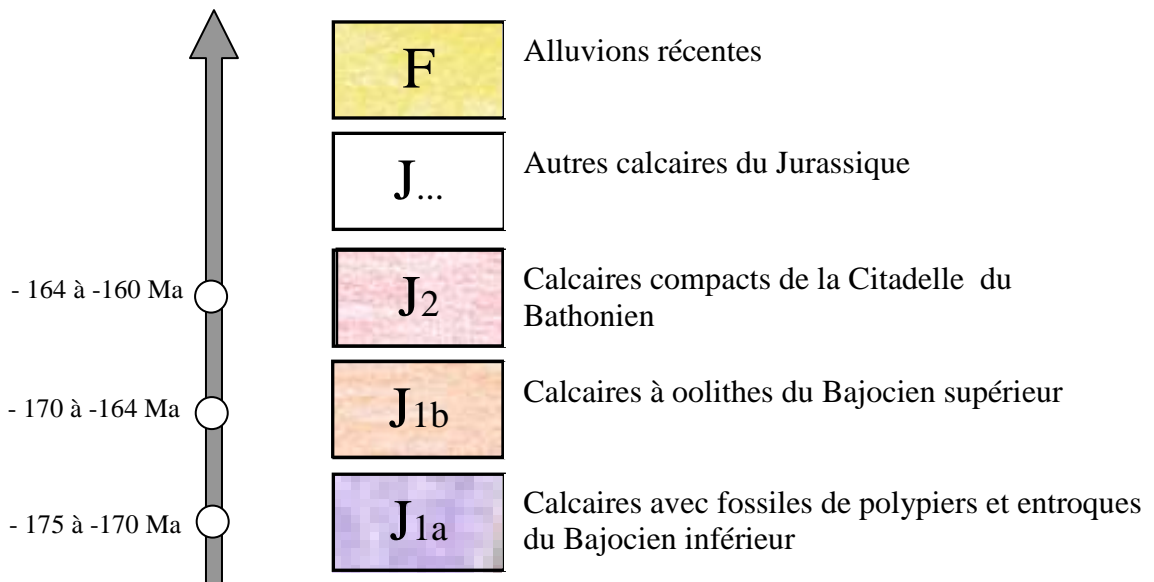 F
Alluvions récentes
J...
Autres calcaires du Jurassique
- 164 à -160 Ma
J2
Calcaires compacts de la Citadelle du
Bathonien
- 170 à -164 Ma
J1b
Calcaires à oolithes du Bajocien supérieur
- 175 à -170 Ma
J1a
Calcaires avec fossiles de polypiers et entroques
du Bajocien inférieur